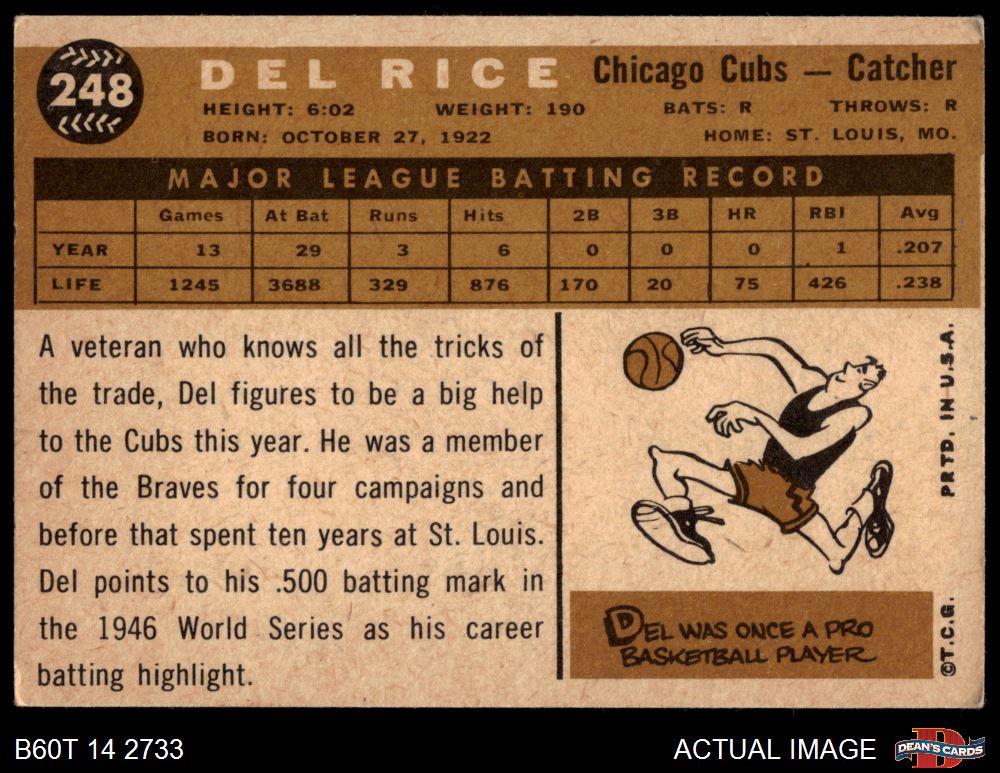 248
DEL RICE Chicago Cubs — Catcher
HEIGHT: 6:02 WEIGHT: 190 BATS: R THROWS: R
BORN: OCTOBER 27, 1922 HOME: ST. LOUIS, MO.
MAJOR LEAGUE BATTING RECORD
Games At Bat Runs Hits 2B 3B HR RBI Avg
YEAR 13 29 3 6 0 0 0 1 .207
LIFE 1245 3688 329 876 170 20 75 426 .238
A veteran who knows all the tricks of
the trade, Del figures to be a big help
to the Cubs this year. He was a member
of the Braves for four campaigns and
before that spent ten years at St. Louis.
Del points to his .500 batting mark in
the 1946 World Series as his career
batting highlight.
DEL WAS ONCE A PRO
BASKETBALL PLAYER
©T.C.G. PRTD. IN U.S.A.
B60T 14 2733
ACTUAL IMAGE
D
DEAN'S CARDS